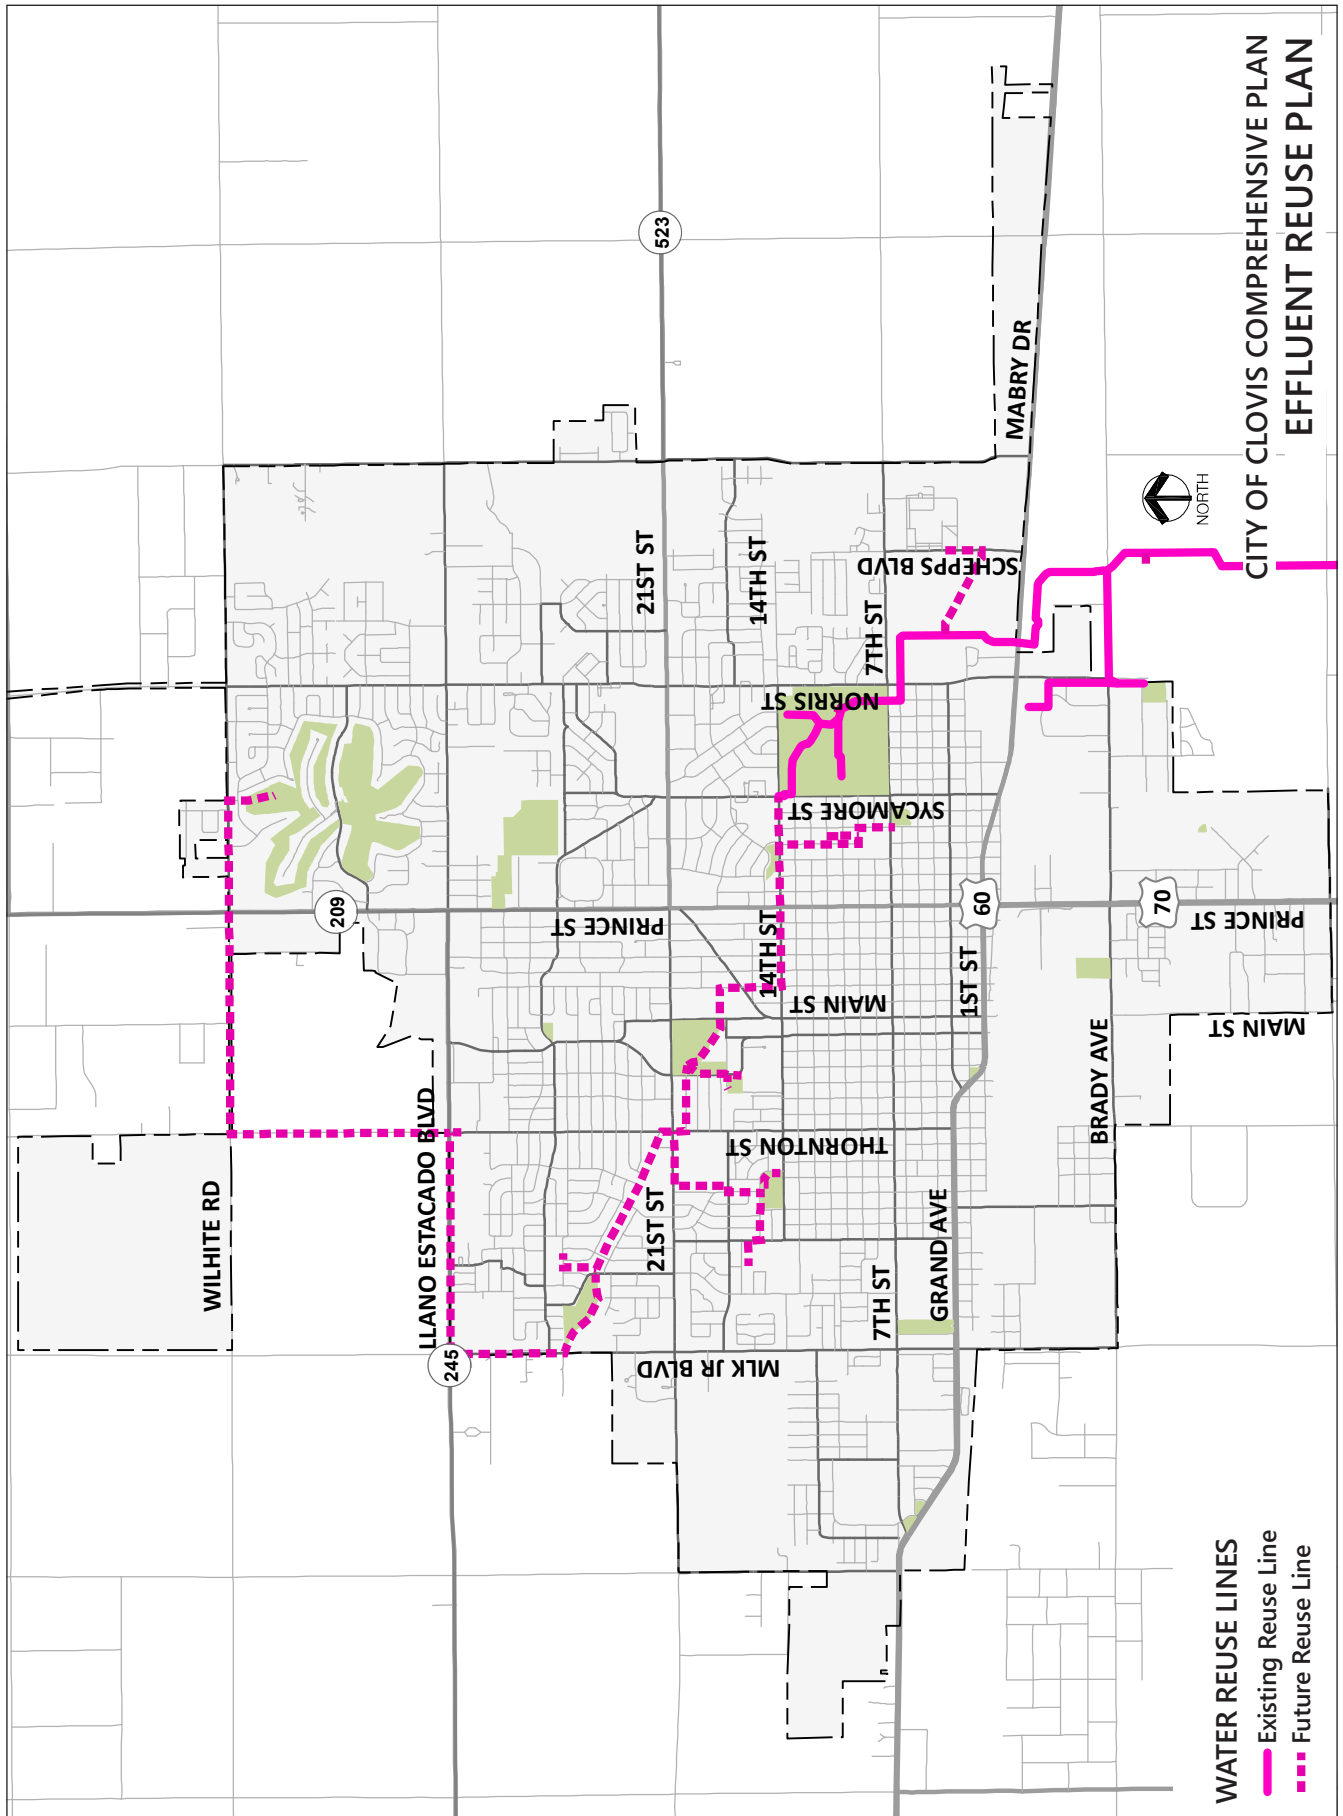 CITY OF CLOVIS COMPREHENSIVE PLAN
EFFLUENT REUSE PLAN
NORTH
WILHITE RD
LLANO ESTACADO BLVD
245
209
523
21ST ST
21ST ST
14TH ST
14TH ST
7TH ST
7TH ST
GRAND AVE
1ST ST
60
70
MABRY DR
BRADY AVE
MLK JR BLVD
THORNTON ST
MAIN ST
MAIN ST
PRINCE ST
PRINCE ST
SYCAMORE ST
NORRIS ST
SCHEPPS BLVD
WATER REUSE LINES
Existing Reuse Line
Future Reuse Line